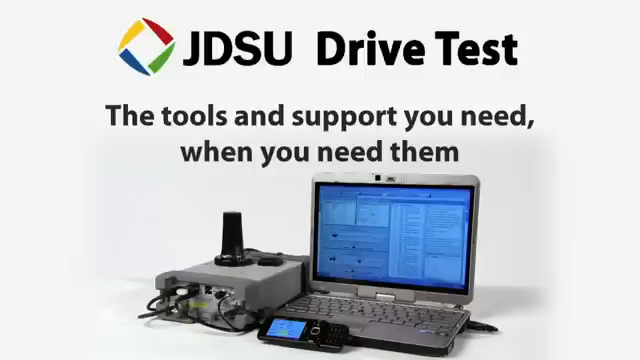 JDSU Drive Test
The tools and support you need,
when you need them